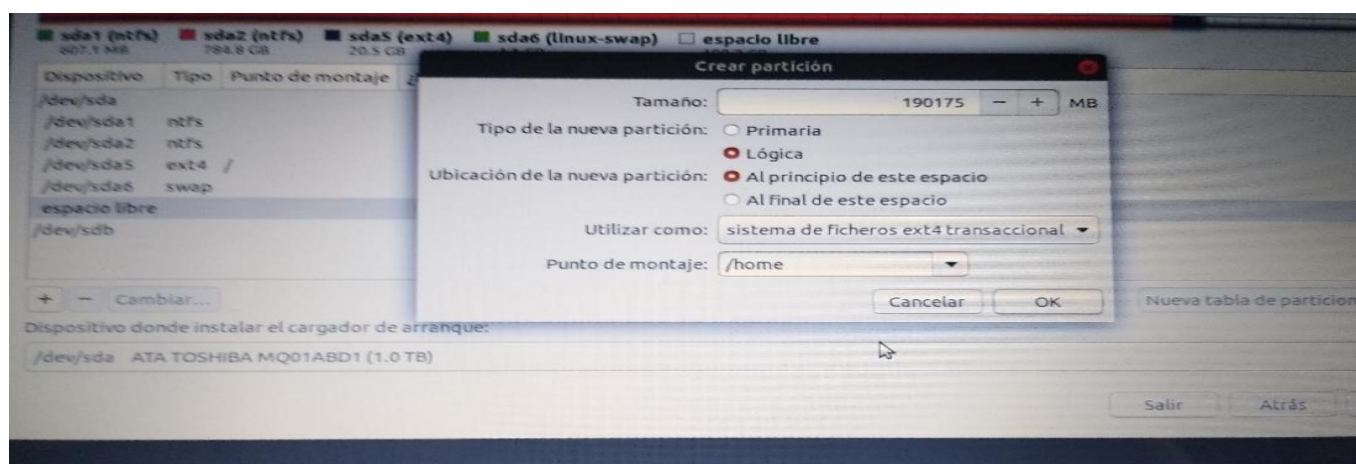 sda1 (ntfs) sda2 (ntfs) sda5 (ext4) sda6 (linux-swap) espacio libre
607.1 MB 784.8 GB 20.5 GB
Crear partición
Dispositivo Tipo Punto de montaje
/dev/sda
/dev/sda1 ntfs
/dev/sda2 ntfs
/dev/sda5 ext4 /
/dev/sda6 swap
espacio libre
/dev/sdb
Tamaño: 190175 − + MB
Tipo de la nueva partición: Primaria
Lógica
Ubicación de la nueva partición: Al principio de este espacio
Al final de este espacio
Utilizar como: sistema de ficheros ext4 transaccional
Punto de montaje: /home
Cancelar OK
+ − Cambiar... Nueva tabla de particion
Dispositivo donde instalar el cargador de arranque:
/dev/sda ATA TOSHIBA MQ01ABD1 (1.0 TB)
Salir Atrás